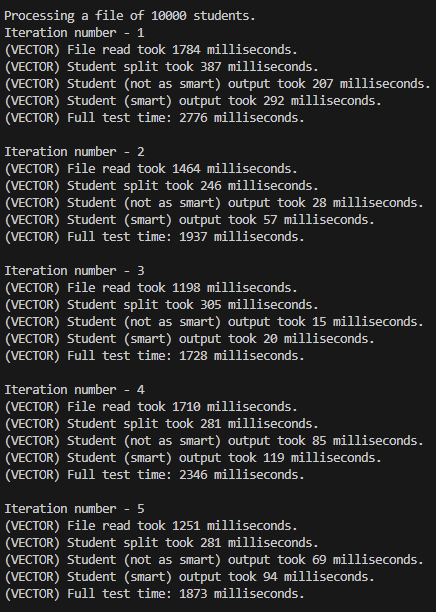 Processing a file of 10000 students.
Iteration number - 1
(VECTOR) File read took 1784 milliseconds.
(VECTOR) Student split took 387 milliseconds.
(VECTOR) Student (not as smart) output took 207 milliseconds.
(VECTOR) Student (smart) output took 292 milliseconds.
(VECTOR) Full test time: 2776 milliseconds.

Iteration number - 2
(VECTOR) File read took 1464 milliseconds.
(VECTOR) Student split took 246 milliseconds.
(VECTOR) Student (not as smart) output took 28 milliseconds.
(VECTOR) Student (smart) output took 57 milliseconds.
(VECTOR) Full test time: 1937 milliseconds.

Iteration number - 3
(VECTOR) File read took 1198 milliseconds.
(VECTOR) Student split took 305 milliseconds.
(VECTOR) Student (not as smart) output took 15 milliseconds.
(VECTOR) Student (smart) output took 20 milliseconds.
(VECTOR) Full test time: 1728 milliseconds.

Iteration number - 4
(VECTOR) File read took 1710 milliseconds.
(VECTOR) Student split took 281 milliseconds.
(VECTOR) Student (not as smart) output took 85 milliseconds.
(VECTOR) Student (smart) output took 119 milliseconds.
(VECTOR) Full test time: 2346 milliseconds.

Iteration number - 5
(VECTOR) File read took 1251 milliseconds.
(VECTOR) Student split took 281 milliseconds.
(VECTOR) Student (not as smart) output took 69 milliseconds.
(VECTOR) Student (smart) output took 94 milliseconds.
(VECTOR) Full test time: 1873 milliseconds.